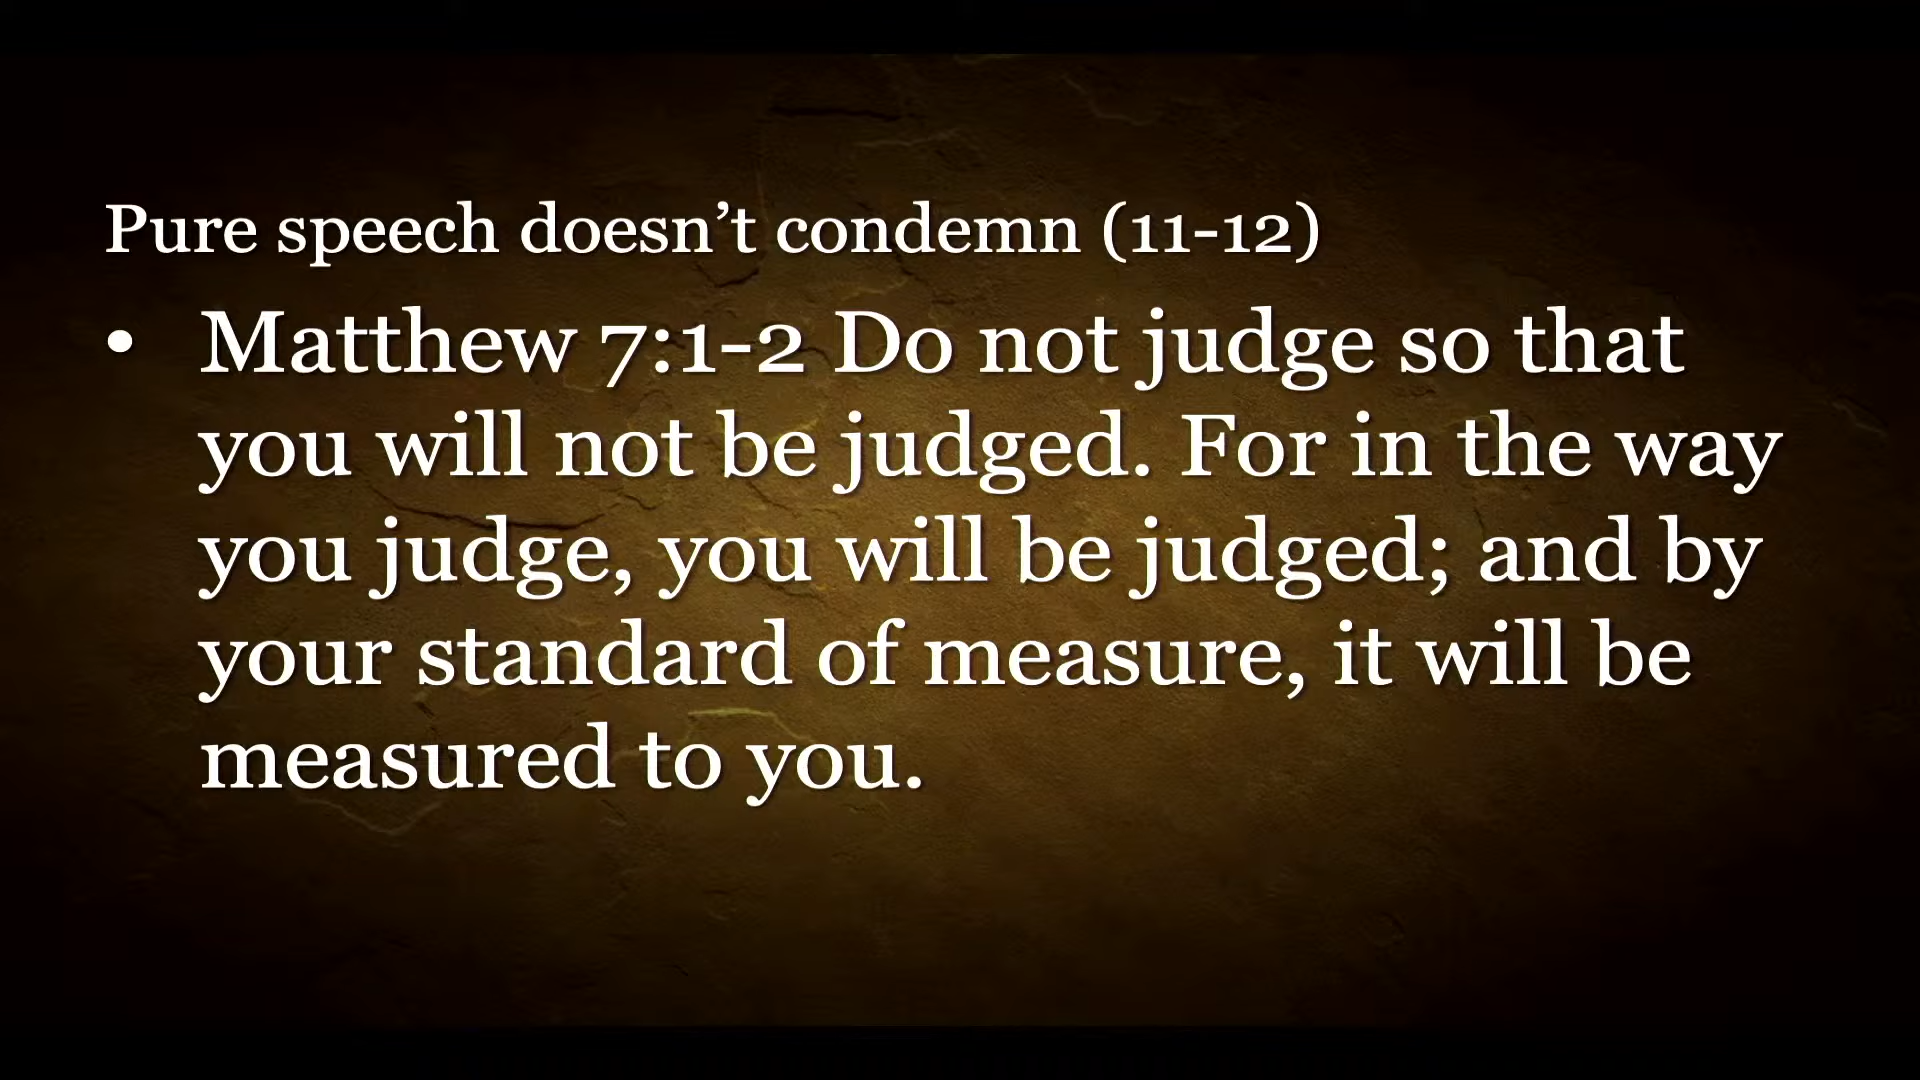 Pure speech doesn’t condemn (11-12)
• Matthew 7:1-2 Do not judge so that
you will not be judged. For in the way
you judge, you will be judged; and by
your standard of measure, it will be
measured to you.